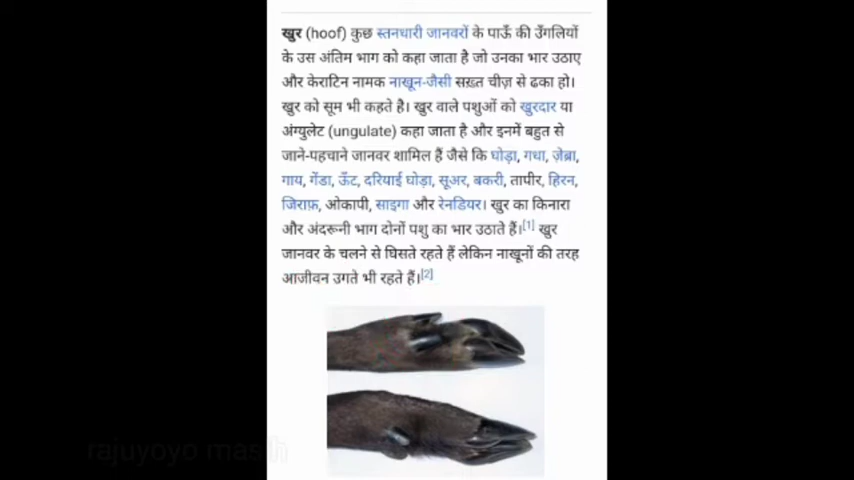 खुर (hoof) कुछ स्तनधारी जानवरों के पाऊँ की उँगलियों
के उस अंतिम भाग को कहा जाता है जो उनका भार उठाए
और केराटिन नामक नाखून-जैसी सख़्त चीज़ से ढका हो।
खुर को सूम भी कहते है। खुर वाले पशुओं को खुरदार या
अंग्युलेट (ungulate) कहा जाता है और इनमें बहुत से
जाने-पहचाने जानवर शामिल हैं जैसे कि घोड़ा, गधा, ज़ेब्रा,
गाय, गेंडा, ऊँट, दरियाई घोड़ा, सूअर, बकरी, तापीर, हिरन,
जिराफ़, ओकापी, साइगा और रेनडियर। खुर का किनारा
और अंदरूनी भाग दोनों पशु का भार उठाते हैं।[1] खुर
जानवर के चलने से घिसते रहते हैं लेकिन नाखूनों की तरह
आजीवन उगते भी रहते हैं।[2]
rajuyoyo masih